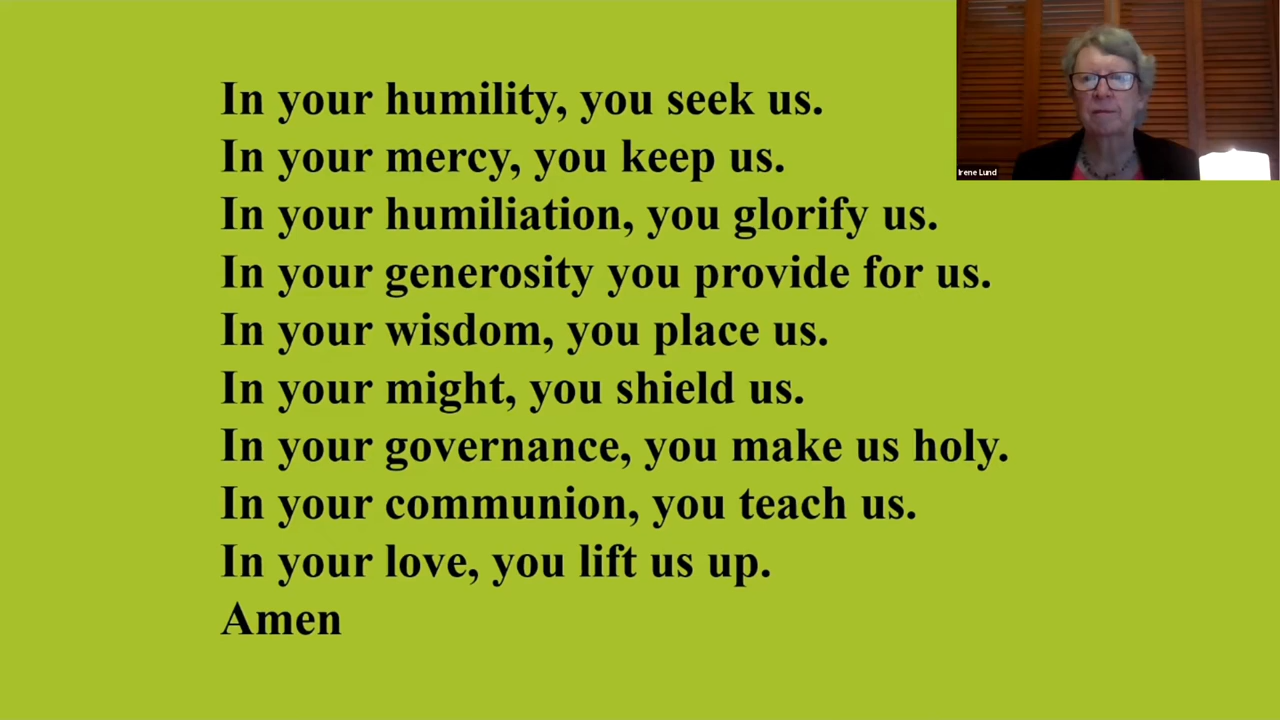 In your humility, you seek us.
In your mercy, you keep us.
In your humiliation, you glorify us.
In your generosity you provide for us.
In your wisdom, you place us.
In your might, you shield us.
In your governance, you make us holy.
In your communion, you teach us.
In your love, you lift us up.
Amen
Irene Lund